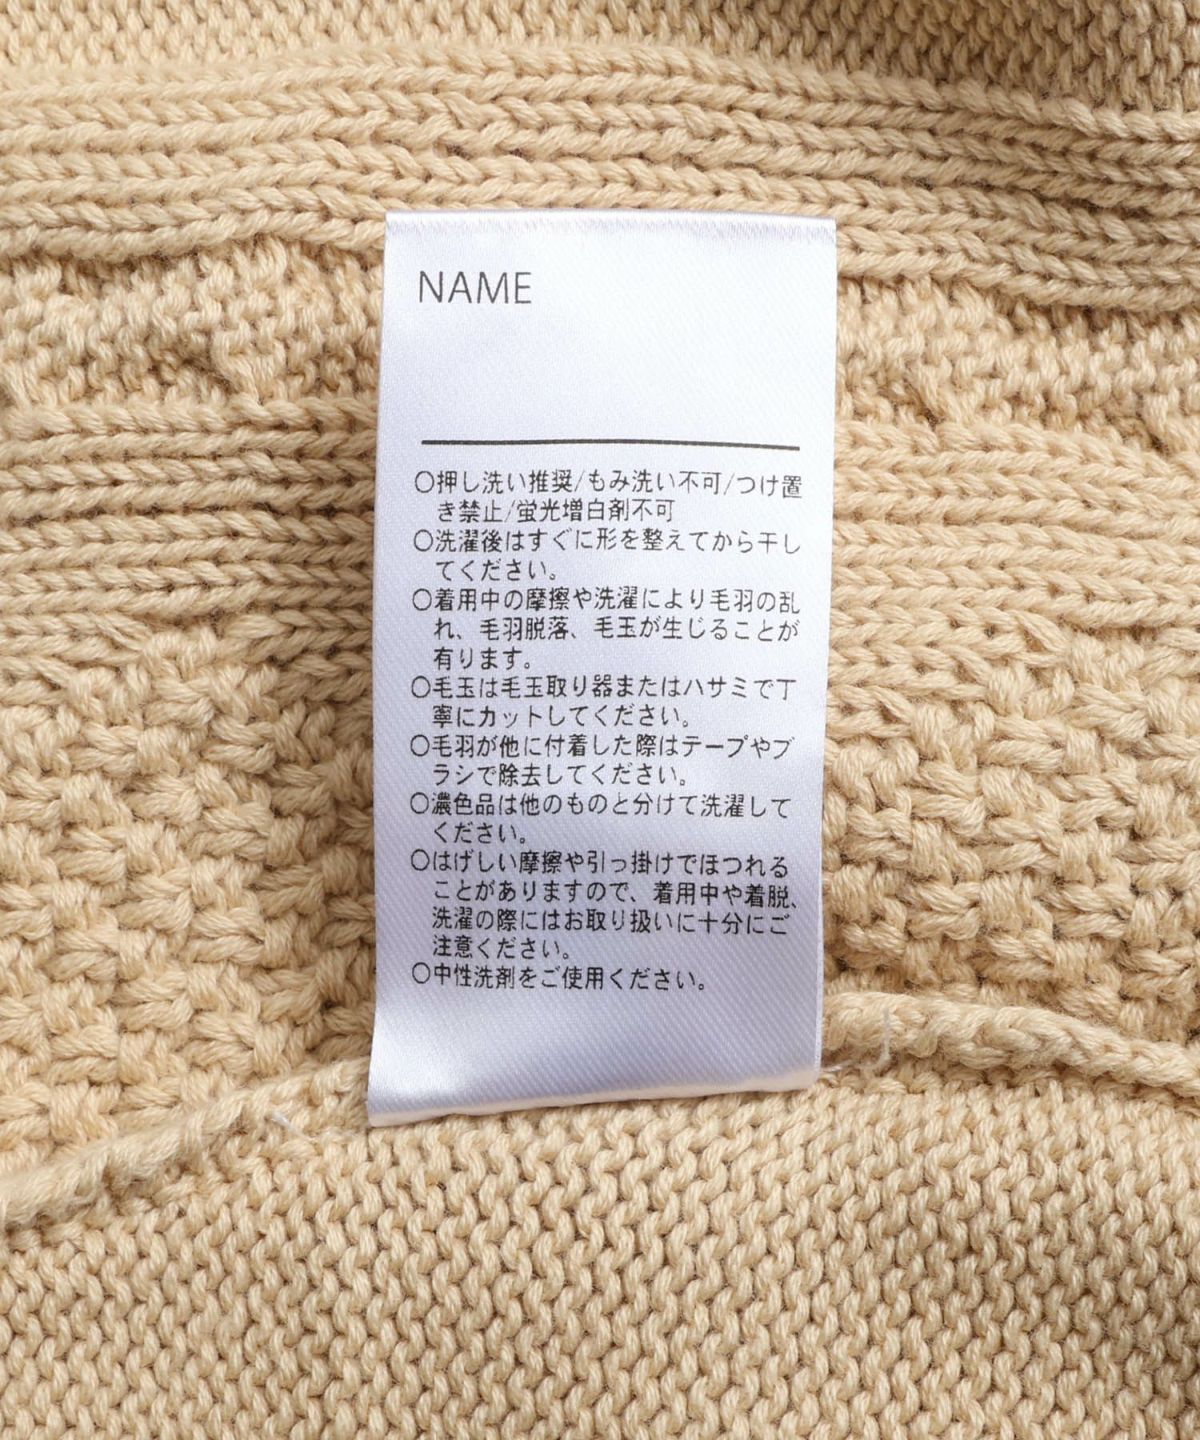 NAME
○押し洗い推奨/もみ洗い不可/つけ置
き禁止/蛍光増白剤不可
○洗濯後はすぐに形を整えてから干し
てください。
○着用中の摩擦や洗濯により毛羽の乱
れ、毛羽脱落、毛玉が生じることが
有ります。
○毛玉は毛玉取り器またはハサミで丁
寧にカットしてください。
○毛羽が他に付着した際はテープやブ
ラシで除去してください。
○濃色品は他のものと分けて洗濯して
ください。
○はげしい摩擦や引っ掛けでほつれる
ことがありますので、着用中や着脱、
洗濯の際にはお取り扱いに十分にご
注意ください。
○中性洗剤をご使用ください。